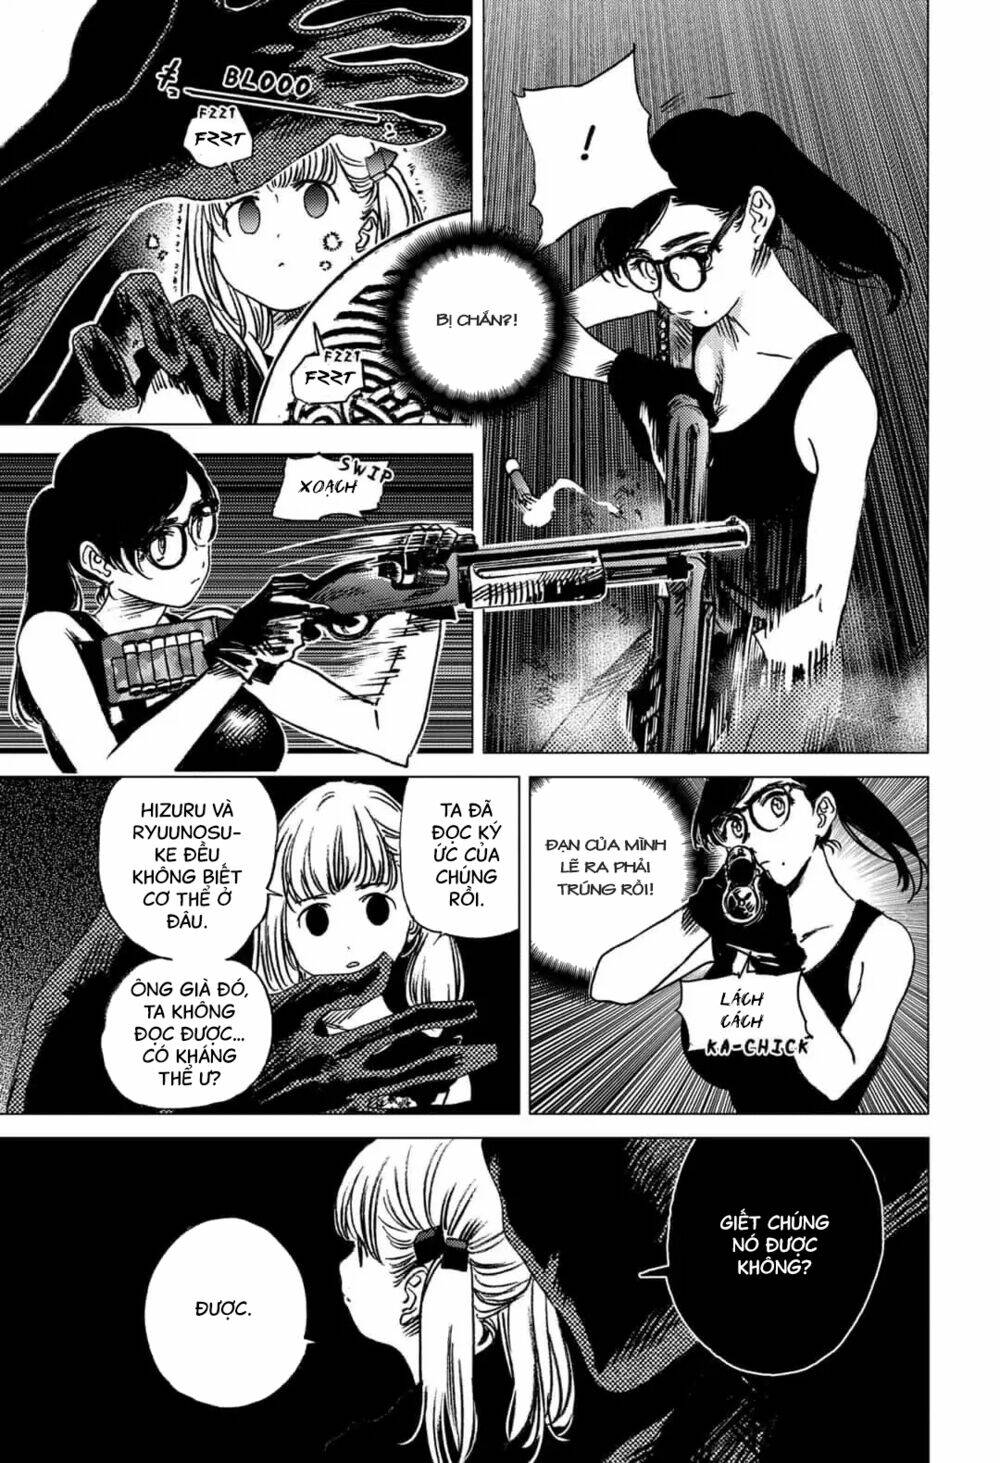 !
BỊ CHẮN?!
BLOOD
FZZT
FZZT
FZZT
FZZT
SWIP
XOẠCH
ĐẠN CỦA MÌNH
LẼ RA PHẢI
TRÚNG RỒI!
LÁCH
CÁCH
KA-CHICK
TA ĐÃ
ĐỌC KÝ
ỨC CỦA
CHÚNG
RỒI.
HIZURU VÀ
RYUUNOSU-
KE ĐỀU
KHÔNG BIẾT
CƠ THỂ Ở
ĐÂU.
ÔNG GIÀ ĐÓ,
TA KHÔNG
ĐỌC ĐƯỢC...
CÓ KHÁNG
THỂ Ư?
GIẾT CHÚNG
NÓ ĐƯỢC
KHÔNG?
ĐƯỢC.